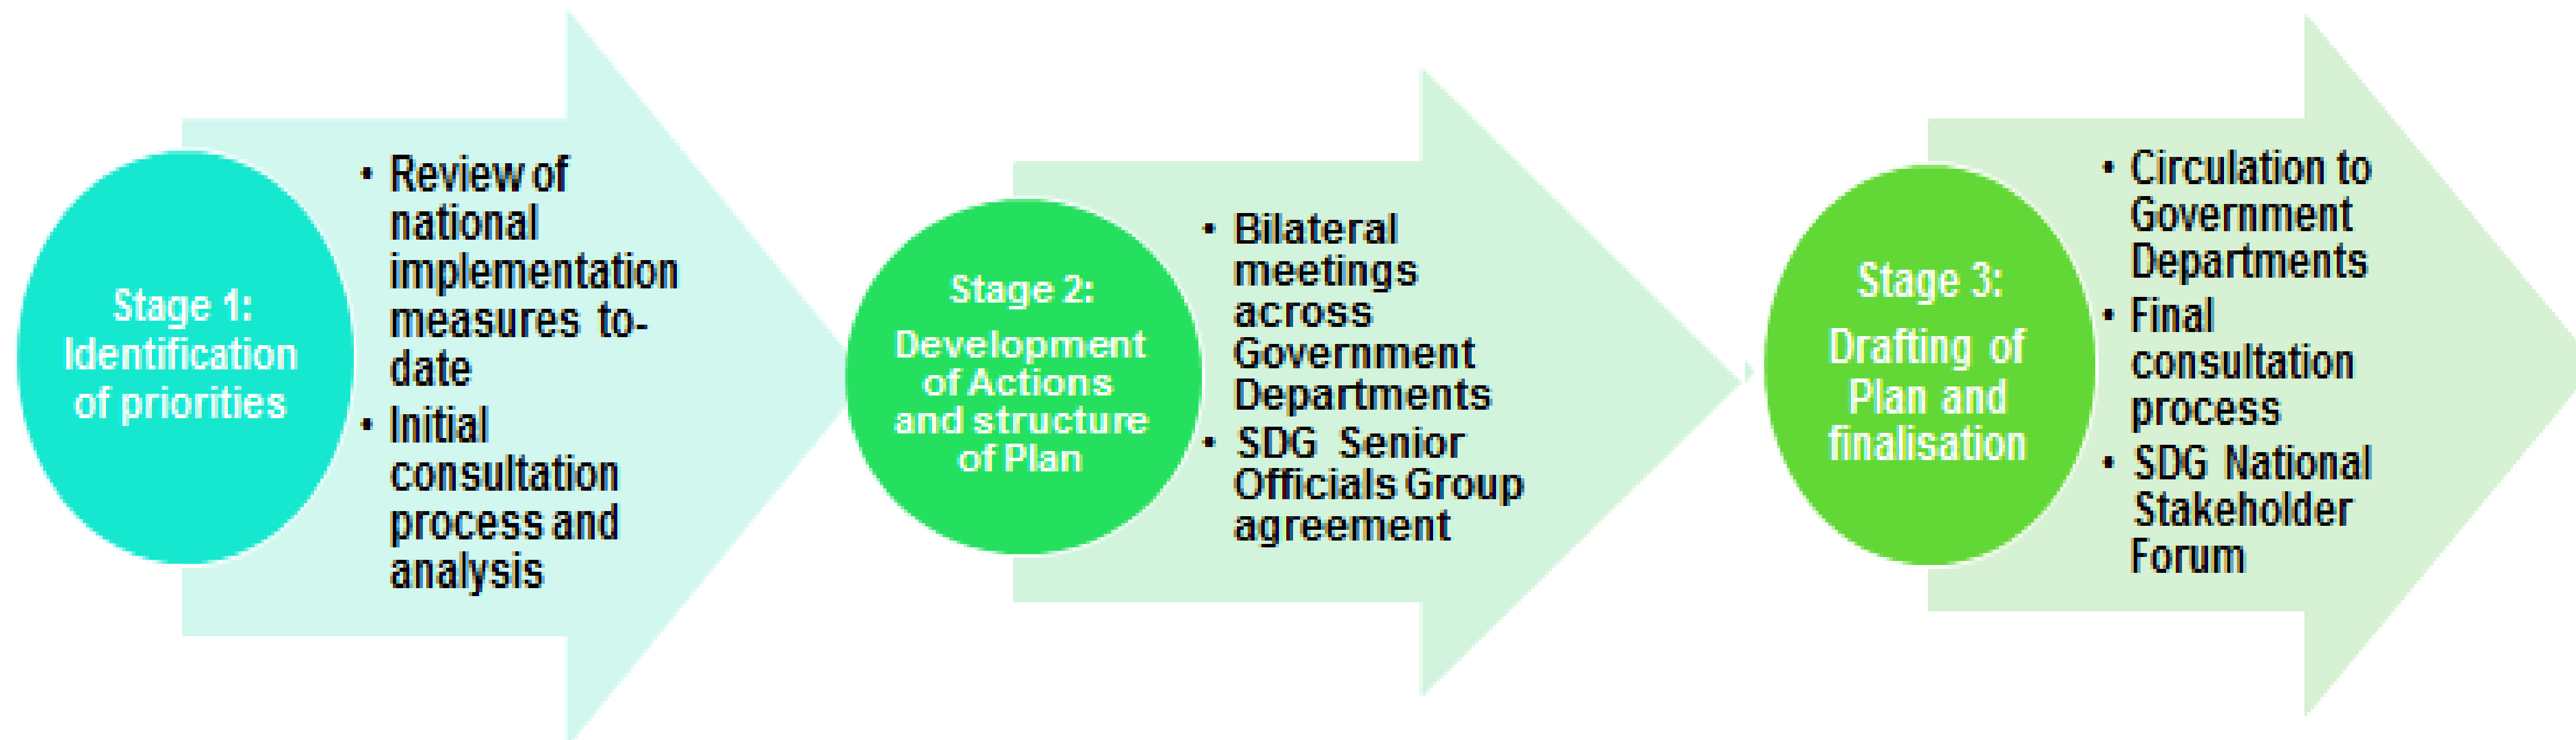 Stage 1:
Identification
of priorities
• Review of
national
implementation
measures to-
date
• Initial
consultation
process and
analysis
Stage 2:
Development
of Actions
and structure
of Plan
• Bilateral
meetings
across
Government
Departments
• SDG Senior
Officials Group
agreement
Stage 3:
Drafting of
Plan and
finalisation
• Circulation to
Government
Departments
• Final
consultation
process
• SDG National
Stakeholder
Forum